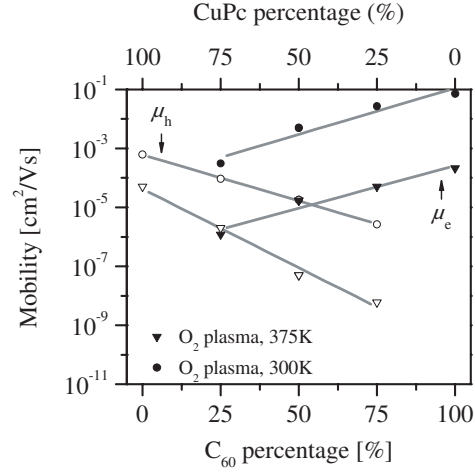 CuPc percentage (%)
100 75 50 25 0
10⁻¹
10⁻³
10⁻⁵
10⁻⁷
10⁻⁹
10⁻¹¹
Mobility [cm²/Vs]
μh
μe
O₂ plasma, 375K
O₂ plasma, 300K
0 25 50 75 100
C₆₀ percentage [%]